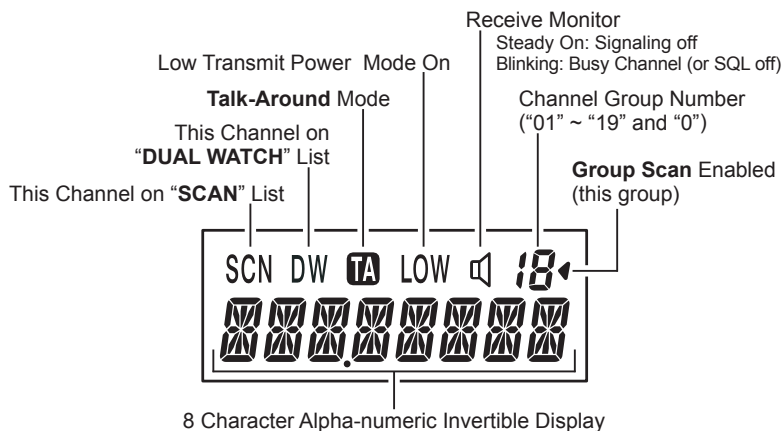 Receive Monitor
Steady On: Signaling off
Blinking: Busy Channel (or SQL off)
Low Transmit Power Mode On
Talk-Around Mode
Channel Group Number
(“01” ~ “19” and “0”)
This Channel on
“DUAL WATCH” List
Group Scan Enabled
(this group)
This Channel on “SCAN” List
SCN DW TA LOW 18
8 Character Alpha-numeric Invertible Display